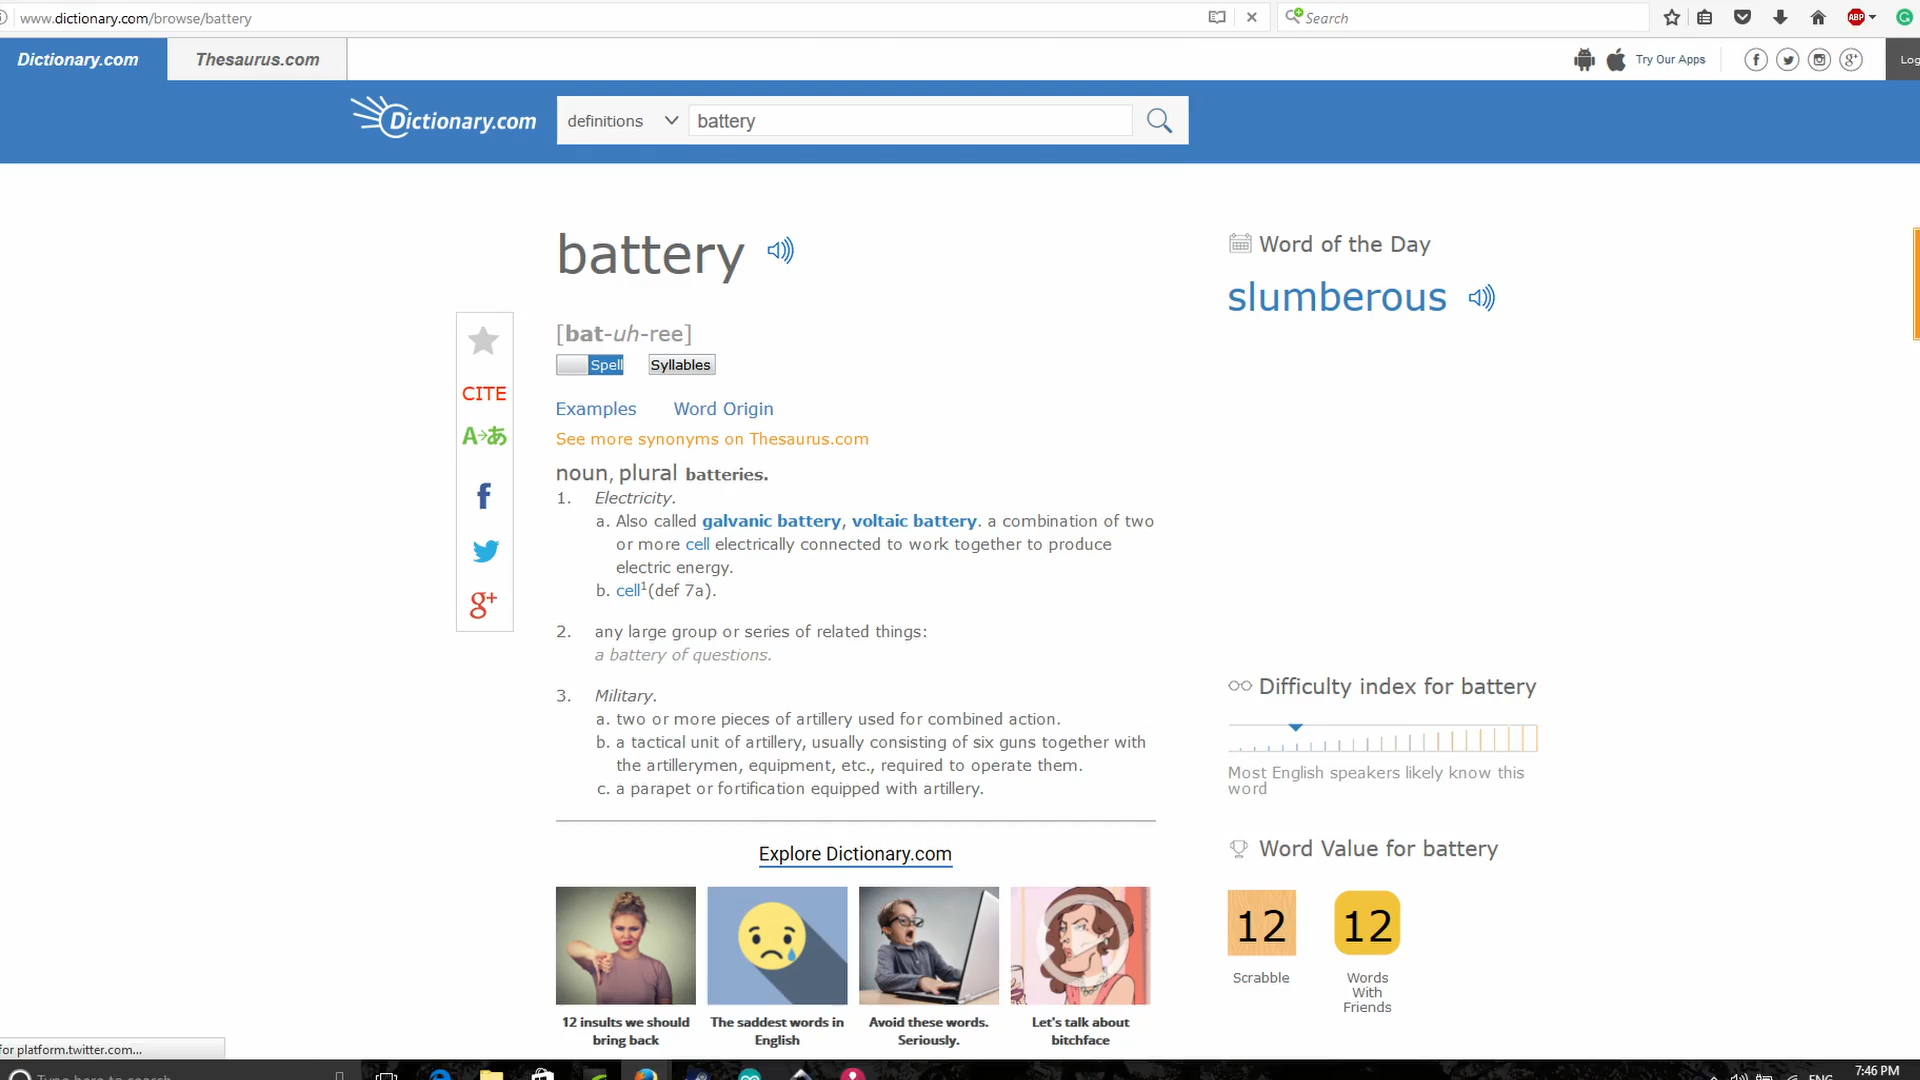 www.dictionary.com/browse/battery
Search
ABP
Dictionary.com
Thesaurus.com
Try Our Apps
Log
Dictionary.com
definitions
battery
battery
Word of the Day
slumberous
[bat-uh-ree]
Spell
Syllables
CITE
A→あ
Examples
Word Origin
See more synonyms on Thesaurus.com
noun, plural batteries.
1. Electricity.
a. Also called galvanic battery, voltaic battery. a combination of two
or more cell electrically connected to work together to produce
electric energy.
b. cell1(def 7a).
2. any large group or series of related things:
a battery of questions.
3. Military.
a. two or more pieces of artillery used for combined action.
b. a tactical unit of artillery, usually consisting of six guns together with
the artillerymen, equipment, etc., required to operate them.
c. a parapet or fortification equipped with artillery.
Difficulty index for battery
Most English speakers likely know this
word
Word Value for battery
12
Scrabble
12
Words
With
Friends
Explore Dictionary.com
12 insults we should
bring back
The saddest words in
English
Avoid these words.
Seriously.
Let's talk about
bitchface
for platform.twitter.com...
Type here to search
ENG
7:46 PM